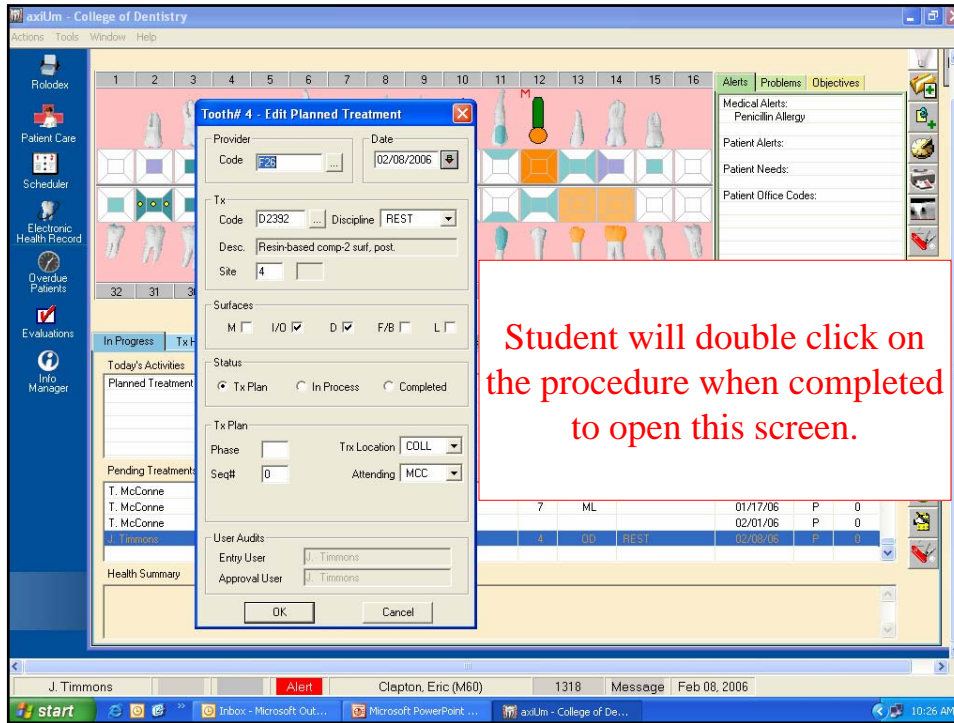 axiUm - College of Dentistry
Actions Tools Window Help
Rolodex
Patient Care
Scheduler
Electronic
Health Record
Overdue
Patients
Evaluations
Info
Manager
1 2 3 4 5 6 7 8 9 10 11 12 13 14 15 16
M
32 31
Alerts Problems Objectives
Medical Alerts:
Penicillin Allergy
Patient Alerts:
Patient Needs:
Patient Office Codes:
Tooth# 4 - Edit Planned Treatment
Provider
Code F26 ...
Date
02/08/2006
Tx
Code D2392 ... Discipline REST
Desc. Resin-based comp-2 surf, post.
Site 4
Surfaces
M I/O D F/B L
Status
Tx Plan In Process Completed
Tx Plan
Phase Trx Location COLL
Seq# 0 Attending MCC
User Audits
Entry User J. Timmons
Approval User J. Timmons
OK Cancel
Student will double click on
the procedure when completed
to open this screen.
In Progress
Today's Activities
Planned Treatment
Pending Treatments
T. McConne
T. McConne 7 ML 01/17/06 P 0
T. McConne 02/01/06 P 0
J. Timmons 4 OD REST 02/08/06 P 0
Health Summary
J. Timmons Alert Clapton, Eric (M60) 1318 Message Feb 08, 2006
start Inbox - Microsoft Out... Microsoft PowerPoint ... axiUm - College of De... 10:26 AM